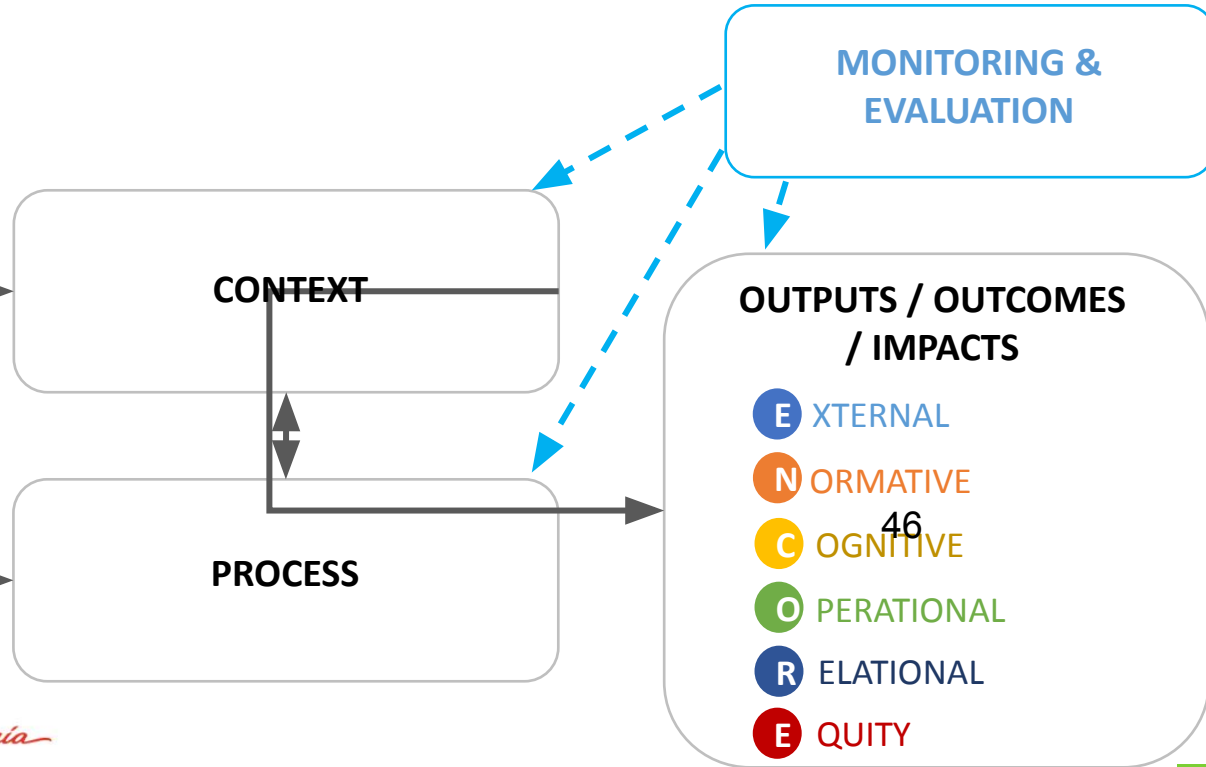 MONITORING &
EVALUATION
CONTEXT
OUTPUTS / OUTCOMES
/ IMPACTS
E XTERNAL
N ORMATIVE
46
C OGNITIVE
PROCESS
O PERATIONAL
R ELATIONAL
E QUITY